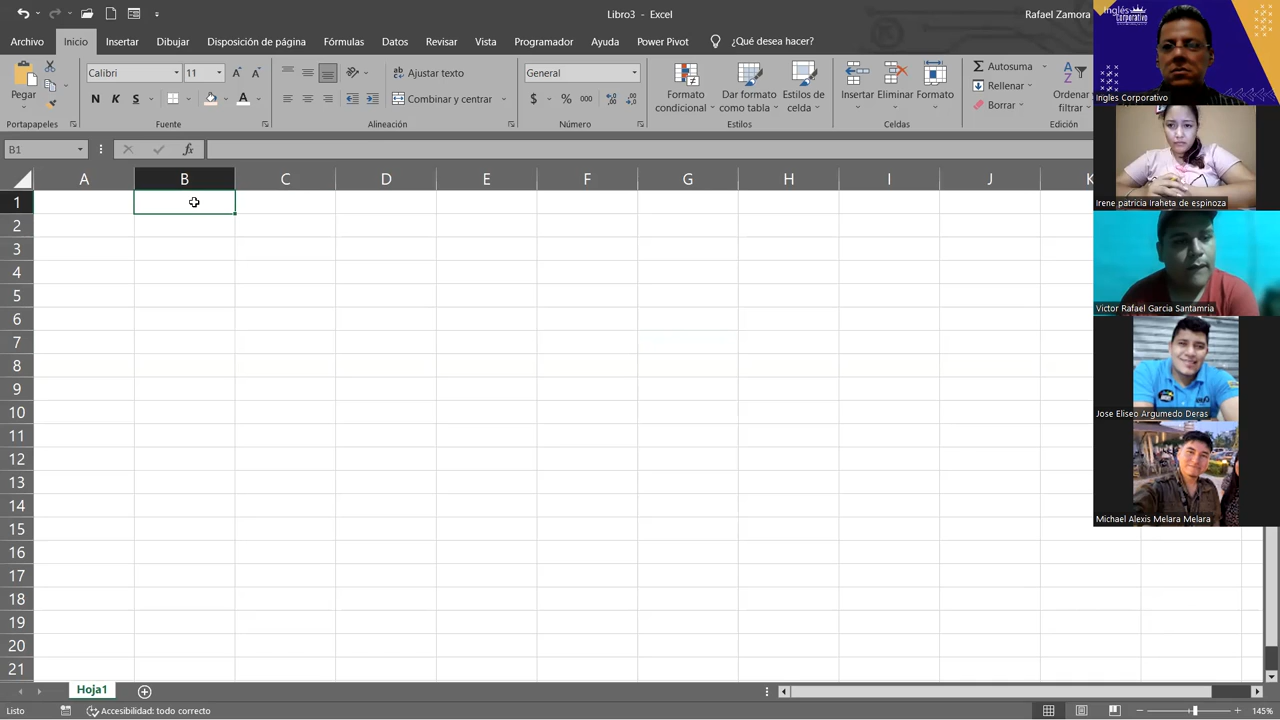 Libro3 - Excel
Rafael Zamora
Archivo Inicio Insertar Dibujar Disposición de página Fórmulas Datos Revisar Vista Programador Ayuda Power Pivot ¿Qué desea hacer?
Pegar
Calibri 11
N K S
Ajustar texto
Combinar y centrar
General
$ % 000
Formato condicional
Dar formato como tabla
Estilos de celda
Insertar
Eliminar
Formato
Autosuma
Rellenar
Borrar
Ordenar
filtrar
Portapapeles Fuente Alineación Número Estilos Celdas Edición
B1 fx
A B C D E F G H I J K
1
2
3
4
5
6
7
8
9
10
11
12
13
14
15
16
17
18
19
20
21
Inglés
Corporativo
Ingles Corporativo
Irene patricia Iraheta de espinoza
Victor Rafael Garcia Santamria
Jose Eliseo Argumedo Deras
Michael Alexis Melara Melara
Hoja1
Listo Accesibilidad: todo correcto 145%